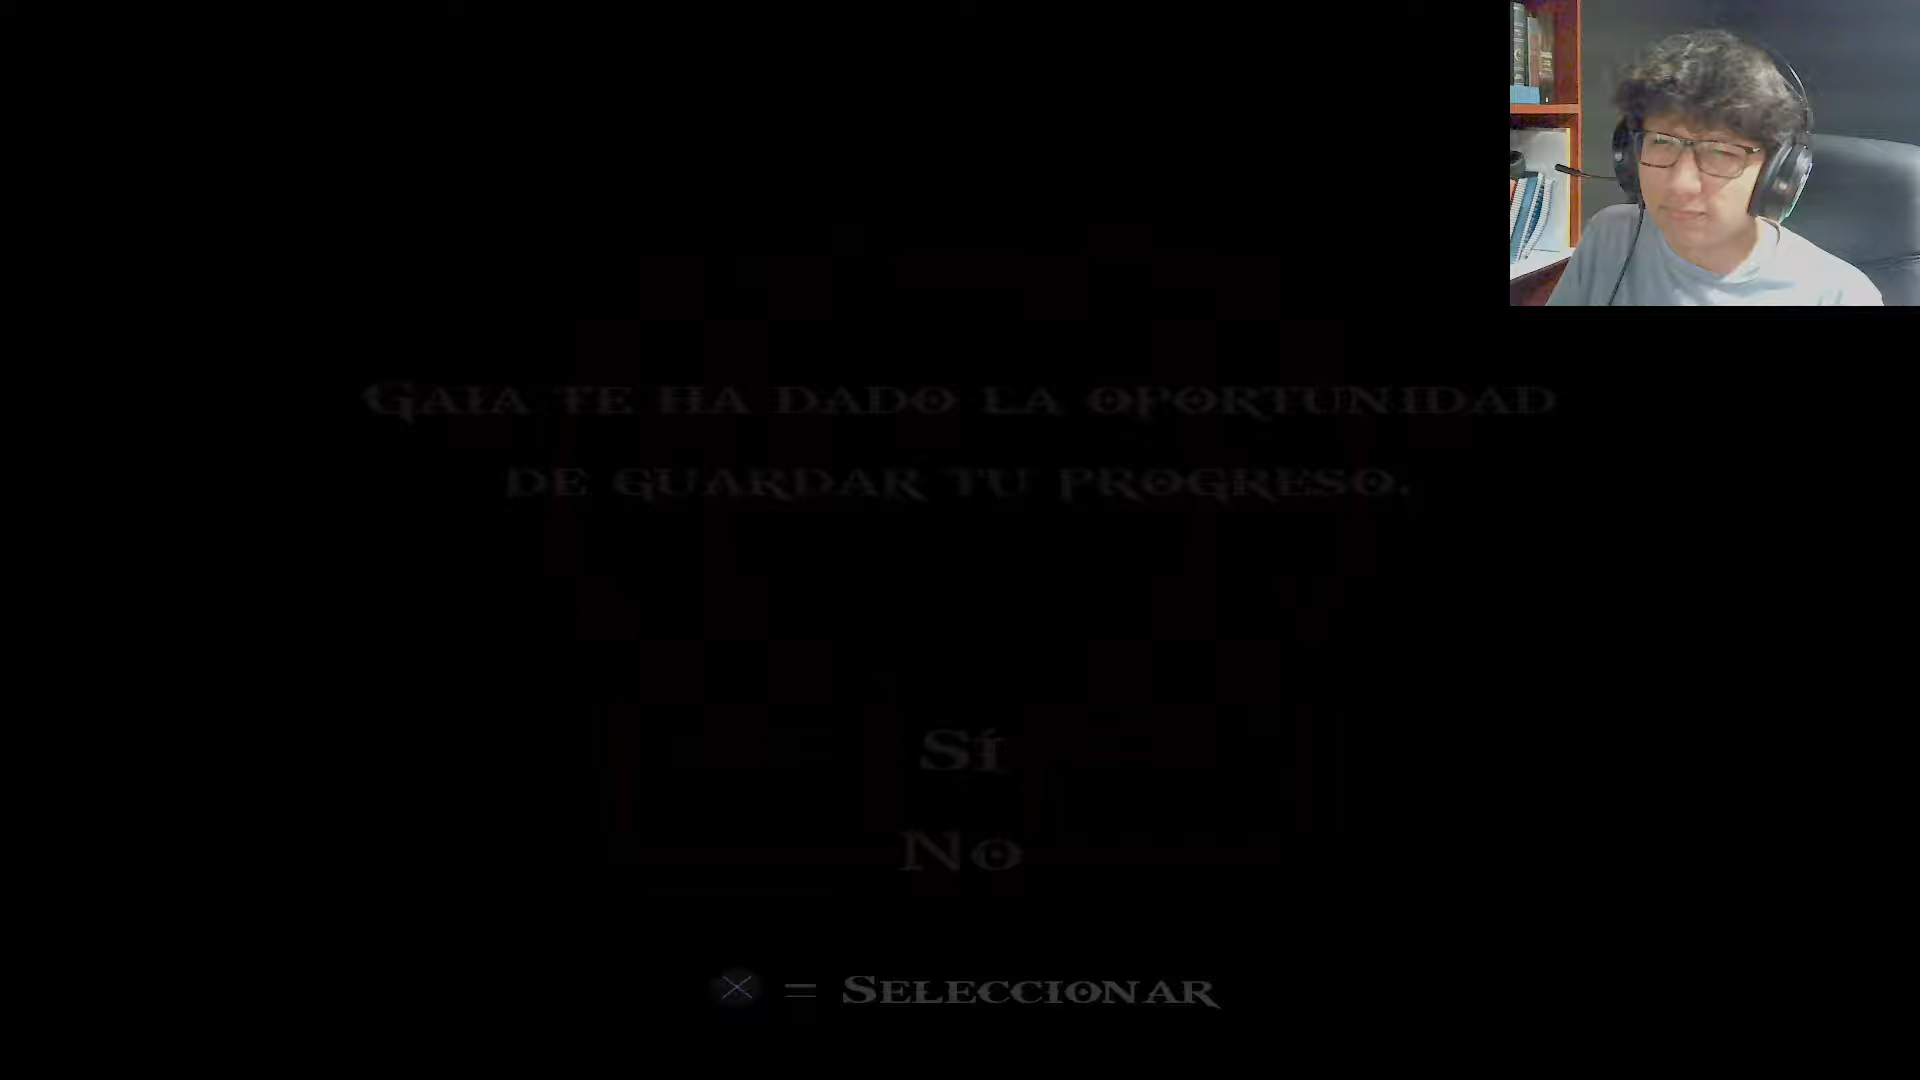 Gaia te ha dado la oportunidad
de guardar tu progreso.
Sí
No
= Seleccionar